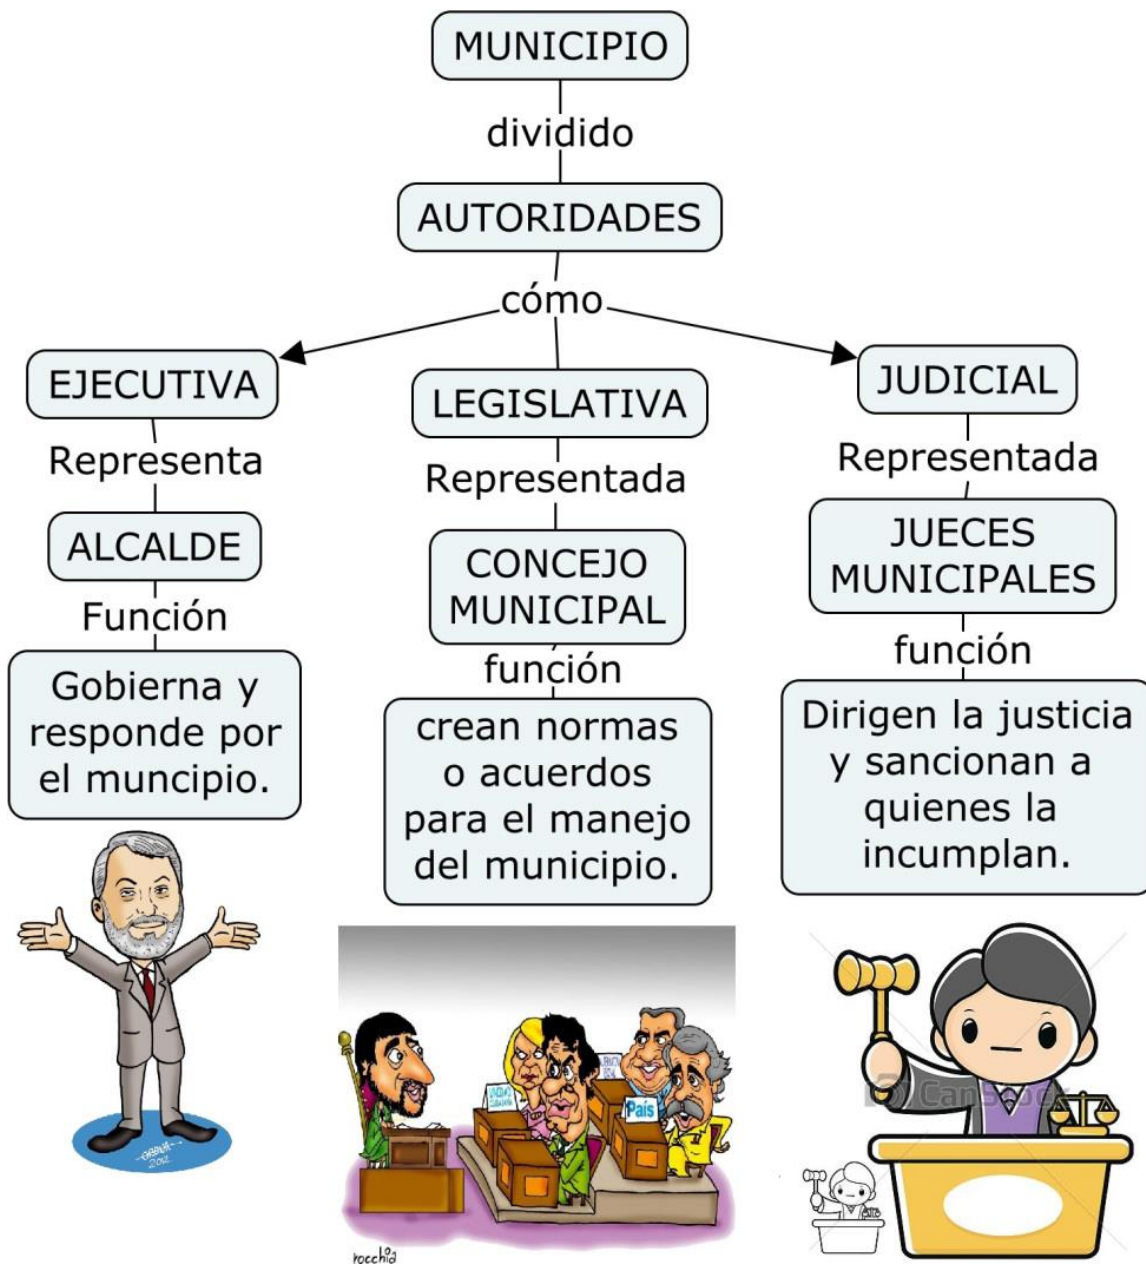 MUNICIPIO
dividido
AUTORIDADES
cómo
EJECUTIVA
Representa
ALCALDE
Función
Gobierna y
responde por
el muncipio.
LEGISLATIVA
Representada
CONCEJO
MUNICIPAL
función
crean normas
o acuerdos
para el manejo
del municipio.
JUDICIAL
Representada
JUECES
MUNICIPALES
función
Dirigen la justicia
y sancionan a
quienes la
incumplan.
2012
País
rocchia
CanStock